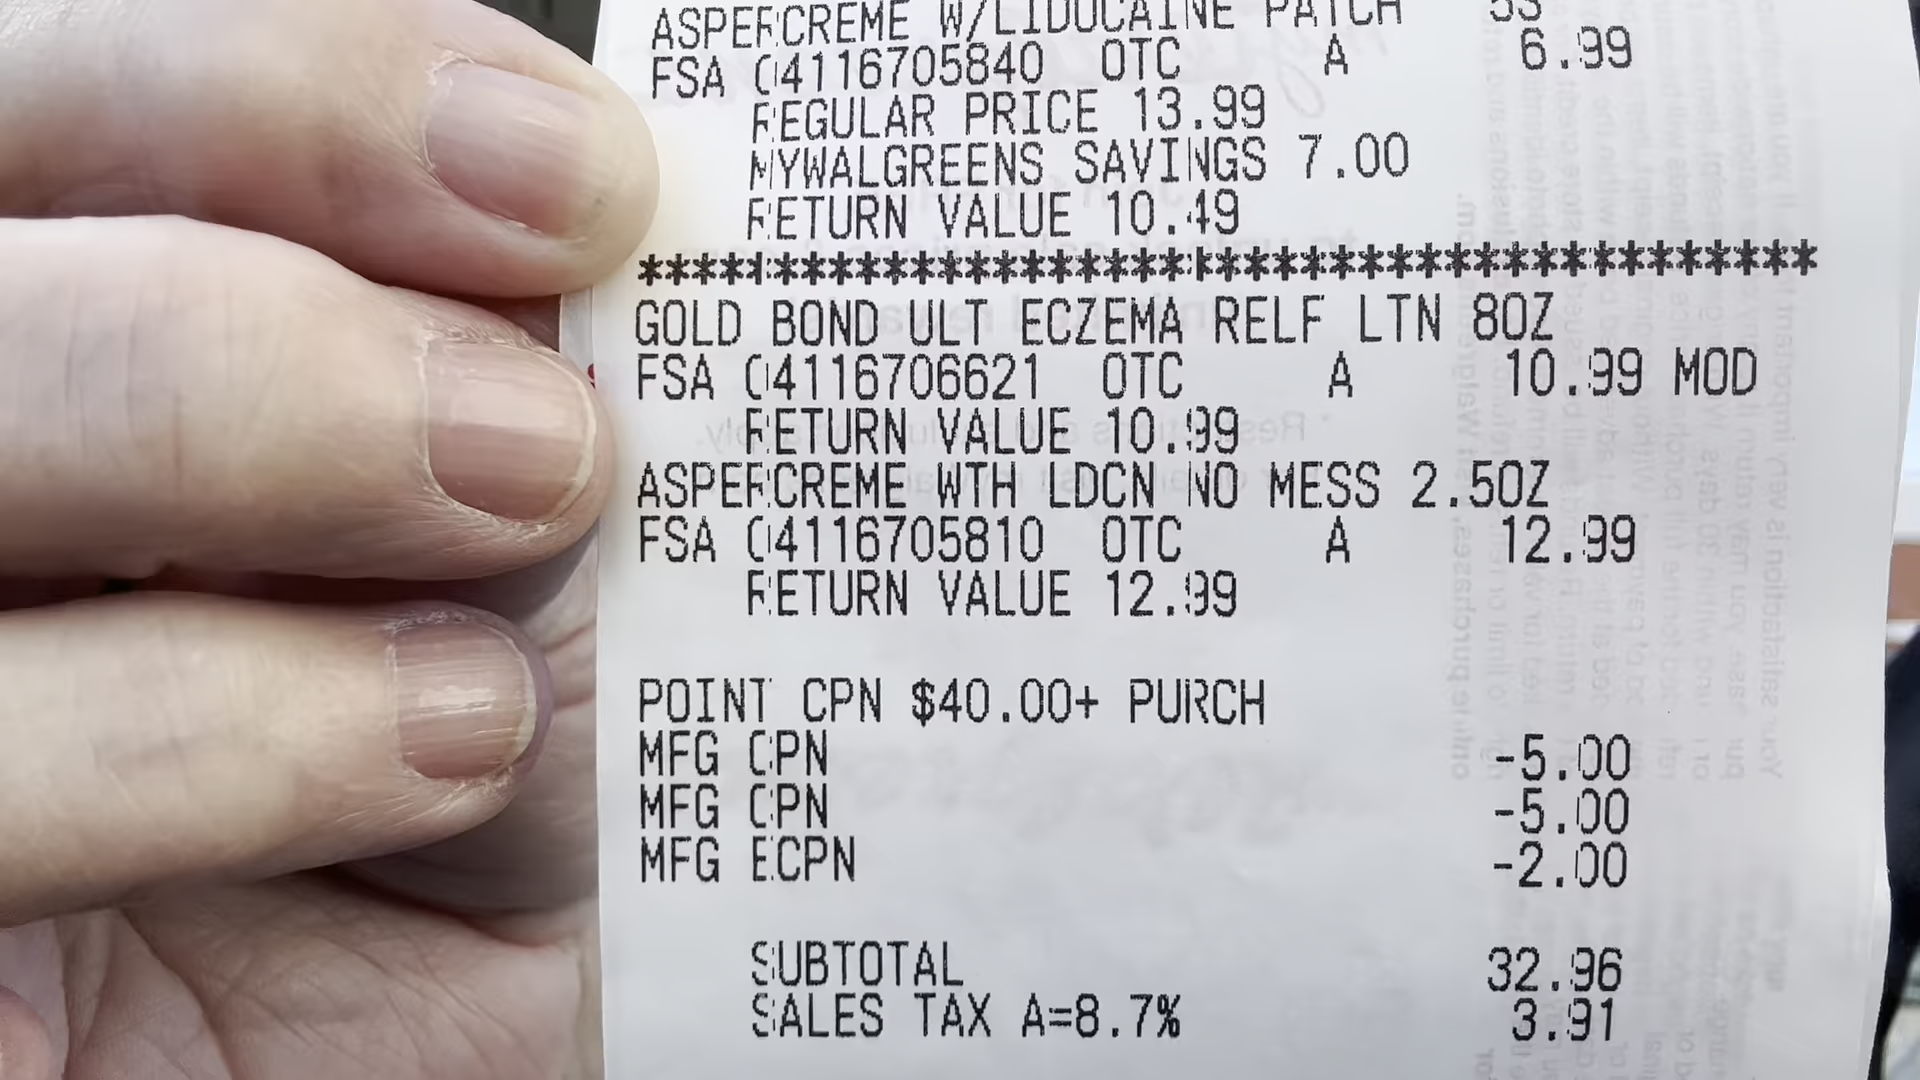 ASPERCREME W/LIDOCAINE PATCH 5S
FSA 04116705840 OTC A 6.99
REGULAR PRICE 13.99
MYWALGREENS SAVINGS 7.00
RETURN VALUE 10.49
******************************************
GOLD BOND ULT ECZEMA RELF LTN 8OZ
FSA 04116706621 OTC A 10.99 MOD
RETURN VALUE 10.99
ASPERCREME WTH LDCN NO MESS 2.5OZ
FSA 04116705810 OTC A 12.99
RETURN VALUE 12.99
POINT CPN $40.00+ PURCH
MFG CPN -5.00
MFG CPN -5.00
MFG ECPN -2.00
SUBTOTAL 32.96
SALES TAX A=8.7% 3.91